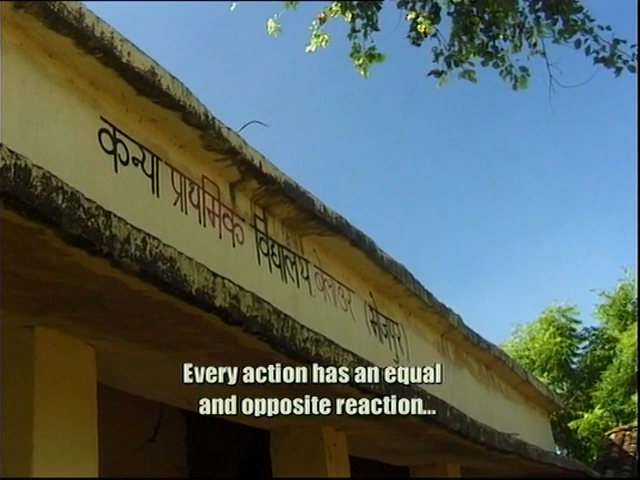 कन्या प्राथमिक विद्यालय
Every action has an equal
and opposite reaction...